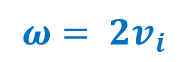 ω = 2v_i